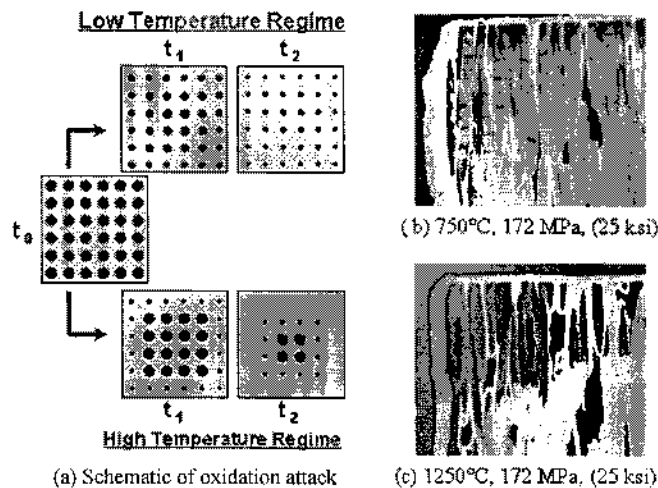 Low Temperature Regime
t1 t2
t0
t1 t2
High Temperature Regime
(a) Schematic of oxidation attack
(b) 750°C, 172 MPa, (25 ksi)
(c) 1250°C, 172 MPa, (25 ksi)